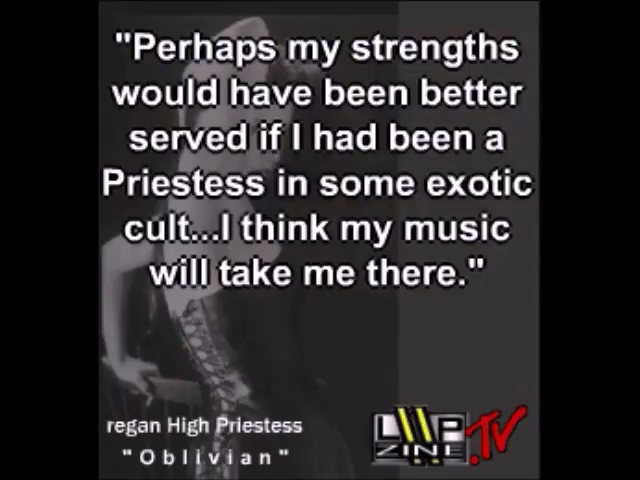 "Perhaps my strengths
would have been better
served if I had been a
Priestess in some exotic
cult...I think my music
will take me there."
regan High Priestess
"Oblivian"
L P
ZINE .TV